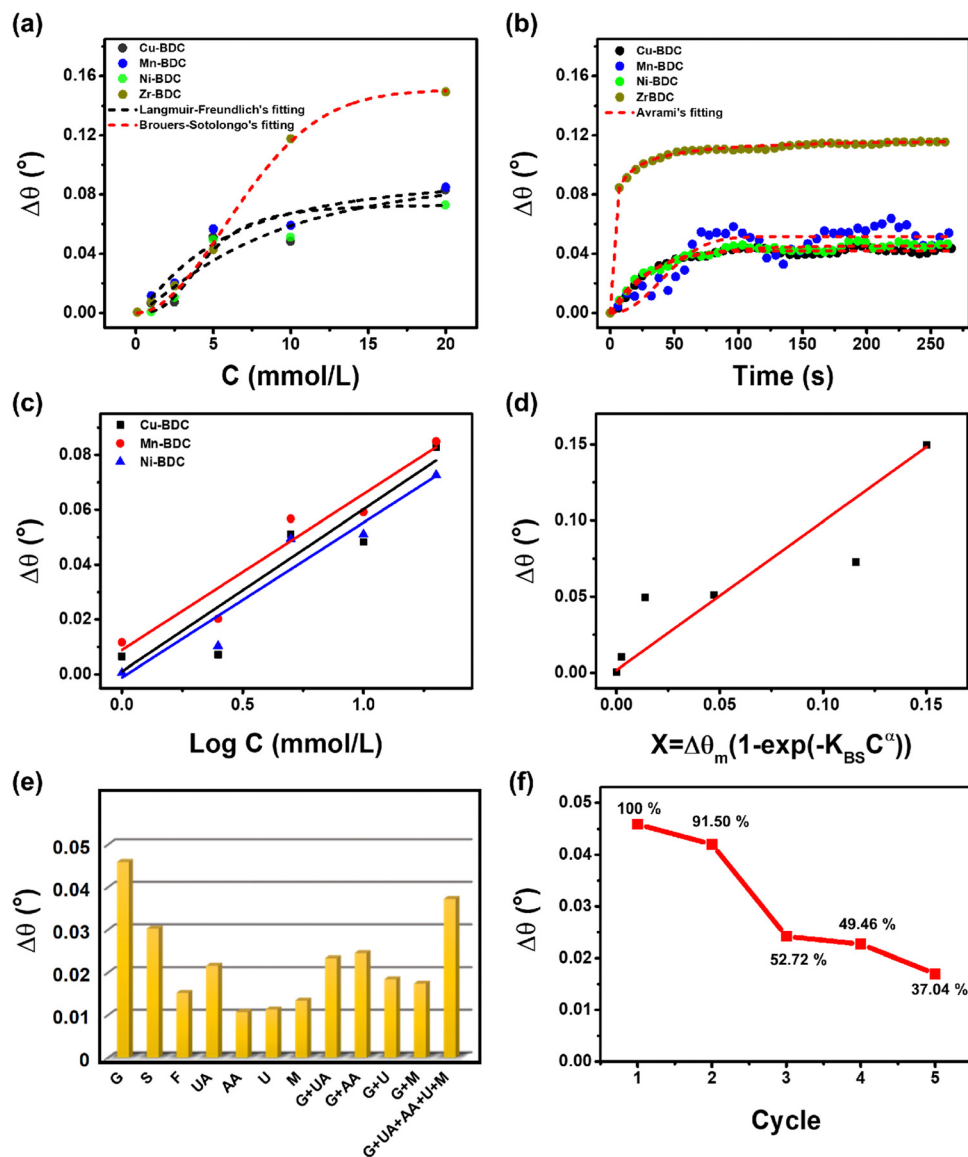 (a)
Cu-BDC
Mn-BDC
Ni-BDC
Zr-BDC
Langmuir-Freundlich's fitting
Brouers-Sotolongo's fitting
Δθ (°)
0.16
0.12
0.08
0.04
0.00
0 5 10 15 20
C (mmol/L)
(b)
Cu-BDC
Mn-BDC
Ni-BDC
ZrBDC
Avrami's fitting
Δθ (°)
0.16
0.12
0.08
0.04
0.00
0 50 100 150 200 250
Time (s)
(c)
Cu-BDC
Mn-BDC
Ni-BDC
Δθ (°)
0.08
0.06
0.04
0.02
0.00
0.0 0.5 1.0
Log C (mmol/L)
(d)
Δθ (°)
0.15
0.10
0.05
0.00
0.00 0.05 0.10 0.15
X=Δθm(1-exp(-KBSCα))
(e)
Δθ (°)
0.05
0.04
0.03
0.02
0.01
0
G S F UA AA U M G+UA G+AA G+U G+M G+UA+AA+U+M
(f)
Δθ (°)
0.05
0.04
0.03
0.02
0.01
0.00
100 %
91.50 %
52.72 %
49.46 %
37.04 %
1 2 3 4 5
Cycle